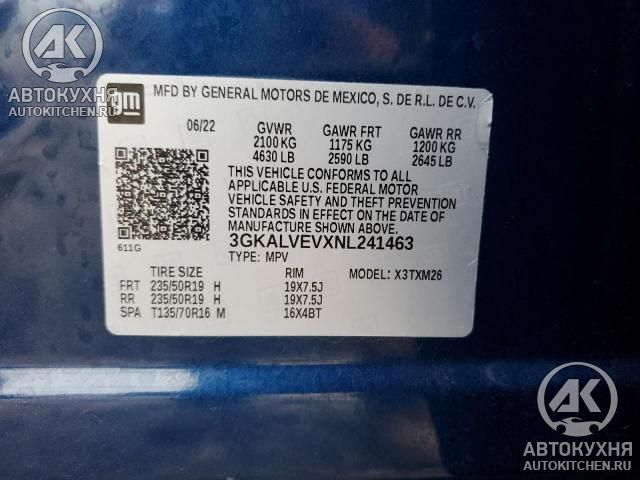 АВТОКУХНЯ
AUTOKITCHEN.RU
gm
MFD BY GENERAL MOTORS DE MEXICO, S. DE R.L. DE C.V.
06/22 GVWR GAWR FRT GAWR RR
2100 KG 1175 KG 1200 KG
4630 LB 2590 LB 2645 LB
THIS VEHICLE CONFORMS TO ALL
APPLICABLE U.S. FEDERAL MOTOR
VEHICLE SAFETY AND THEFT PREVENTION
STANDARDS IN EFFECT ON THE DATE OF
MANUFACTURE SHOWN ABOVE.
611G
3GKALVEVXNL241463
TYPE: MPV
TIRE SIZE RIM MODEL: X3TXM26
FRT 235/50R19 H 19X7.5J
RR 235/50R19 H 19X7.5J
SPA T135/70R16 M 16X4BT
АК
АВТОКУХНЯ
AUTOKITCHEN.RU